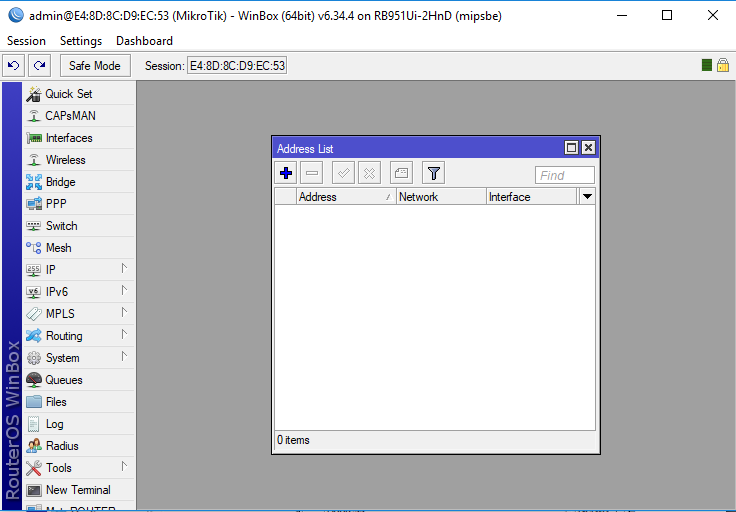 admin@E4:8D:8C:D9:EC:53 (MikroTik) - WinBox (64bit) v6.34.4 on RB951Ui-2HnD (mipsbe)
Session Settings Dashboard
Safe Mode Session: E4:8D:8C:D9:EC:53
Quick Set
CAPsMAN
Interfaces
Wireless
Bridge
PPP
Switch
Mesh
255 IP
v6 IPv6
MPLS
Routing
System
Queues
Files
Log
Radius
Tools
New Terminal
RouterOS WinBox
Address List
Find
Address Network Interface
0 items